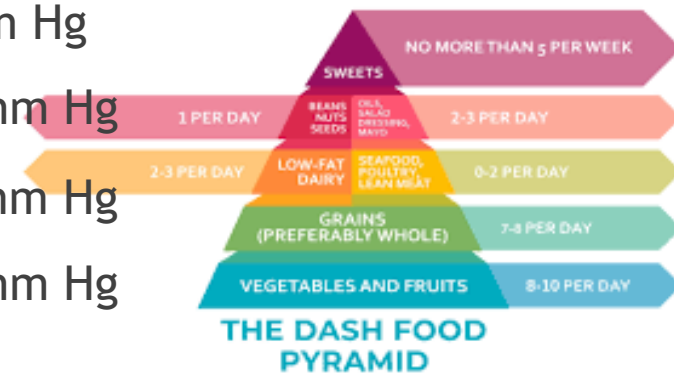 m Hg
mm Hg
mm Hg
mm Hg
NO MORE THAN 5 PER WEEK
SWEETS
1 PER DAY
BEANS
NUTS
SEEDS
OILS,
SALAD
DRESSING,
MAYO
2-3 PER DAY
2-3 PER DAY
LOW-FAT
DAIRY
SEAFOOD,
POULTRY,
LEAN MEAT
0-2 PER DAY
GRAINS
(PREFERABLY WHOLE)
7-8 PER DAY
VEGETABLES AND FRUITS
8-10 PER DAY
THE DASH FOOD
PYRAMID